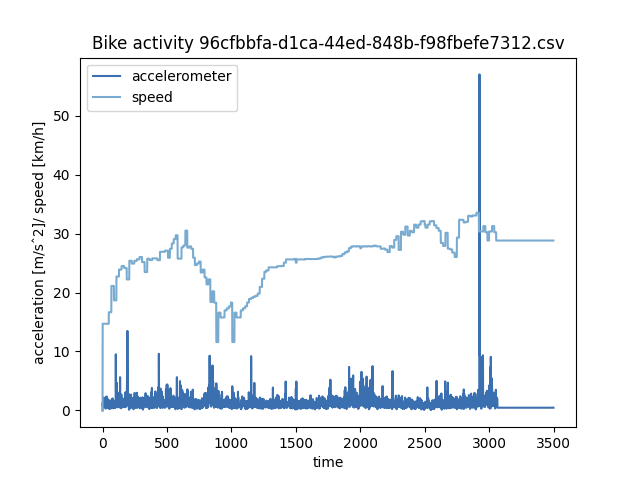 Bike activity 96cfbbfa-d1ca-44ed-848b-f98fbefe7312.csv
accelerometer
speed
acceleration [m/s^2]/ speed [km/h]
50
40
30
20
10
0
0 500 1000 1500 2000 2500 3000 3500
time